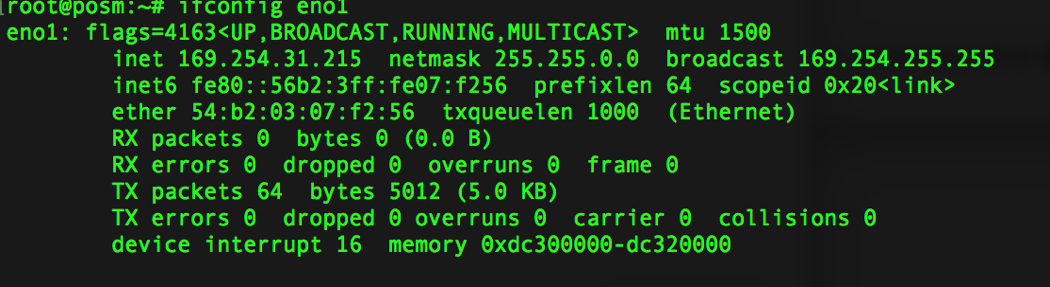 [root@posm:~# ifconfig eno1
eno1: flags=4163<UP,BROADCAST,RUNNING,MULTICAST>  mtu 1500
        inet 169.254.31.215  netmask 255.255.0.0  broadcast 169.254.255.255
        inet6 fe80::56b2:3ff:fe07:f256  prefixlen 64  scopeid 0x20<link>
        ether 54:b2:03:07:f2:56  txqueuelen 1000  (Ethernet)
        RX packets 0  bytes 0 (0.0 B)
        RX errors 0  dropped 0  overruns 0  frame 0
        TX packets 64  bytes 5012 (5.0 KB)
        TX errors 0  dropped 0 overruns 0  carrier 0  collisions 0
        device interrupt 16  memory 0xdc300000-dc320000